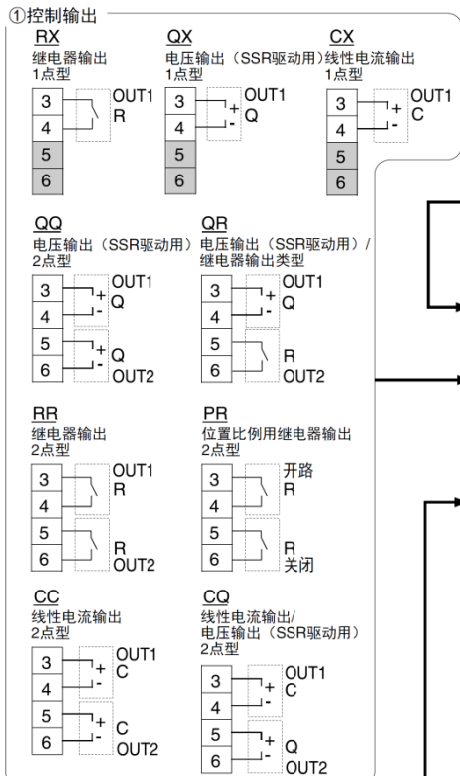 ①控制输出
RX
继电器输出
1点型
3
4
5
6
OUT1
R
QX
电压输出（SSR驱动用）
1点型
3
4
5
6
+
-
OUT1
Q
CX
线性电流输出
1点型
3
4
5
6
+
-
OUT1
C
QQ
电压输出（SSR驱动用）
2点型
3
4
5
6
+
-
OUT1
Q
+
-
Q
OUT2
QR
电压输出（SSR驱动用）/
继电器输出类型
3
4
5
6
+
-
OUT1
Q
R
OUT2
RR
继电器输出
2点型
3
4
5
6
OUT1
R
R
OUT2
PR
位置比例用继电器输出
2点型
3
4
5
6
开路
R
R
关闭
CC
线性电流输出
2点型
3
4
5
6
+
-
OUT1
C
+
-
C
OUT2
CQ
线性电流输出/
电压输出（SSR驱动用）
2点型
3
4
5
6
+
-
OUT1
C
+
-
Q
OUT2